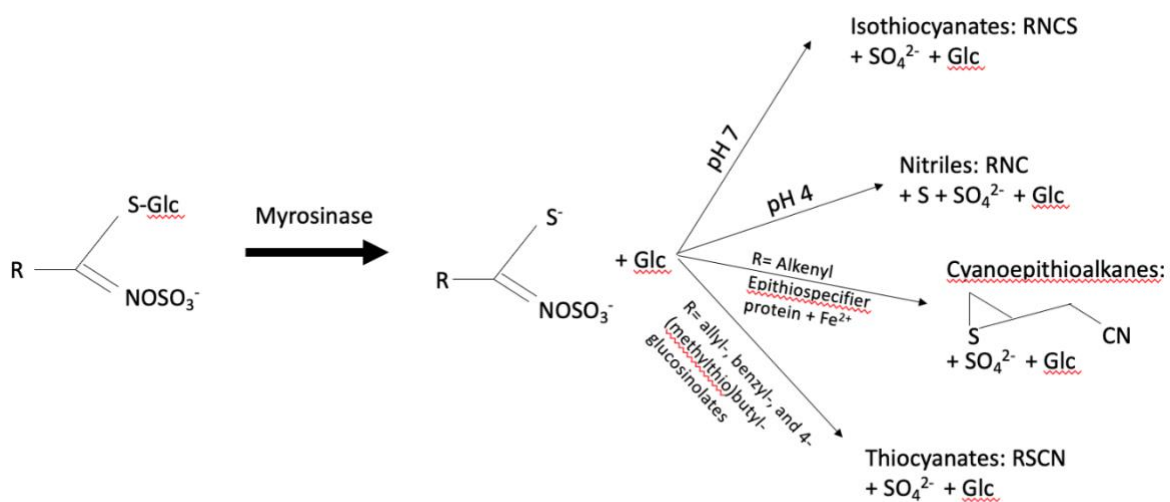 S-Glc
R
NOSO₃⁻
Myrosinase
S⁻
R
NOSO₃⁻
+ Glc
pH 7
Isothiocyanates: RNCS
+ SO₄²⁻ + Glc
pH 4
Nitriles: RNC
+ S + SO₄²⁻ + Glc
R= Alkenyl
Epithiospecifier
protein + Fe²⁺
Cyanoepithioalkanes:
S
CN
+ SO₄²⁻ + Glc
R= allyl-, benzyl-, and 4-
(methylthio)butyl-
glucosinolates
Thiocyanates: RSCN
+ SO₄²⁻ + Glc